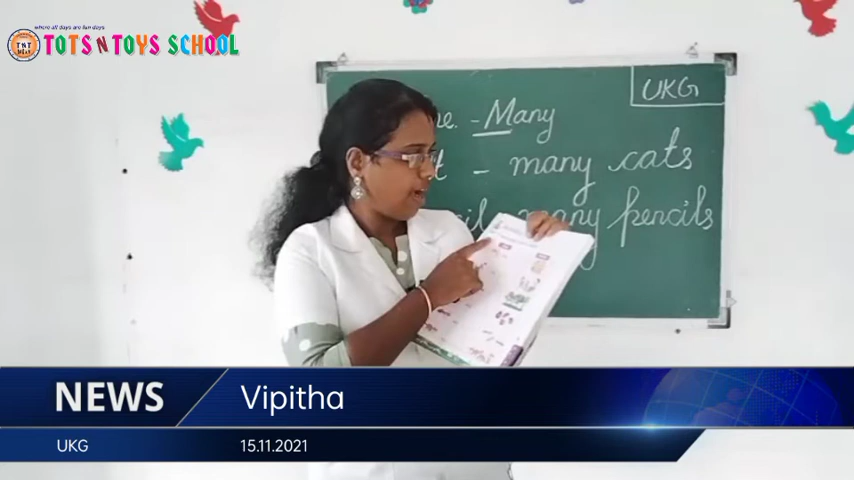 where all days are fun days
TNT
TOTS N TOYS SCHOOL
UKG
- Many
- many cats
many pencils
NEWS
Vipitha
UKG
15.11.2021